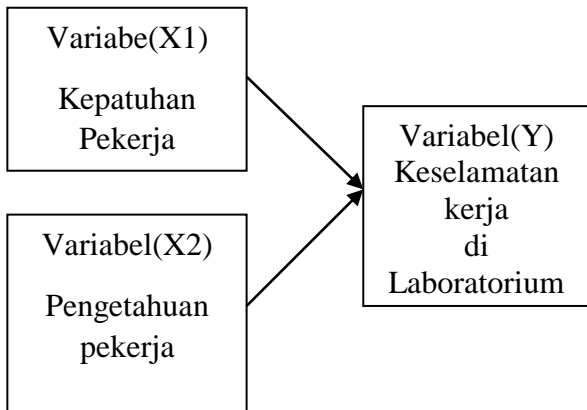 Variabe(X1)
Kepatuhan
Pekerja
Variabel(X2)
Pengetahuan
pekerja
Variabel(Y)
Keselamatan
kerja
di
Laboratorium